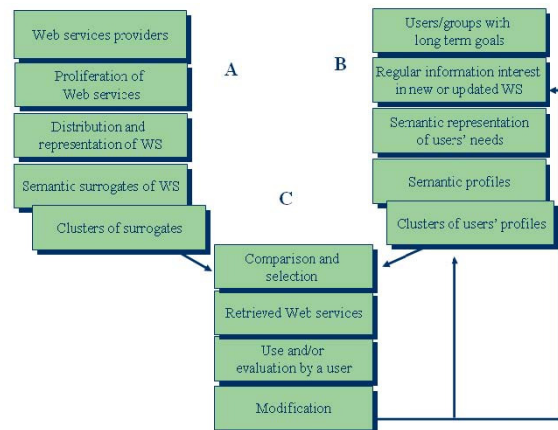 Web services providers
Proliferation of
Web services
Distribution and
representation of WS
Semantic surrogates of WS
Clusters of surrogates
A
B
Users/groups with
long term goals
Regular information interest
in new or updated WS
Semantic representation
of users' needs
Semantic profiles
Clusters of users' profiles
C
Comparison and
selection
Retrieved Web services
Use and/or
evaluation by a user
Modification